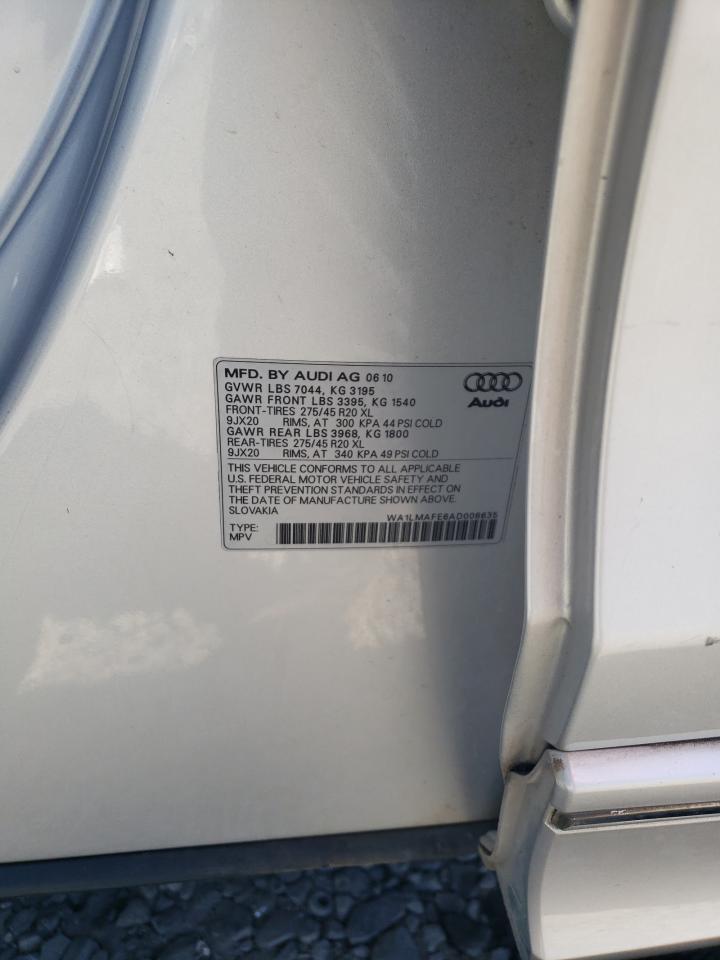 MFD. BY AUDI AG 06 10
GVWR LBS 7044, KG 3195
GAWR FRONT LBS 3395, KG 1540
FRONT-TIRES 275/45 R20 XL
9JX20 RIMS, AT 300 KPA 44 PSI COLD
GAWR REAR LBS 3968, KG 1800
REAR-TIRES 275/45 R20 XL
9JX20 RIMS, AT 340 KPA 49 PSI COLD
Audi
THIS VEHICLE CONFORMS TO ALL APPLICABLE
U.S. FEDERAL MOTOR VEHICLE SAFETY AND
THEFT PREVENTION STANDARDS IN EFFECT ON
THE DATE OF MANUFACTURE SHOWN ABOVE.
SLOVAKIA
WA1LMAFE6AD008635
TYPE:
MPV